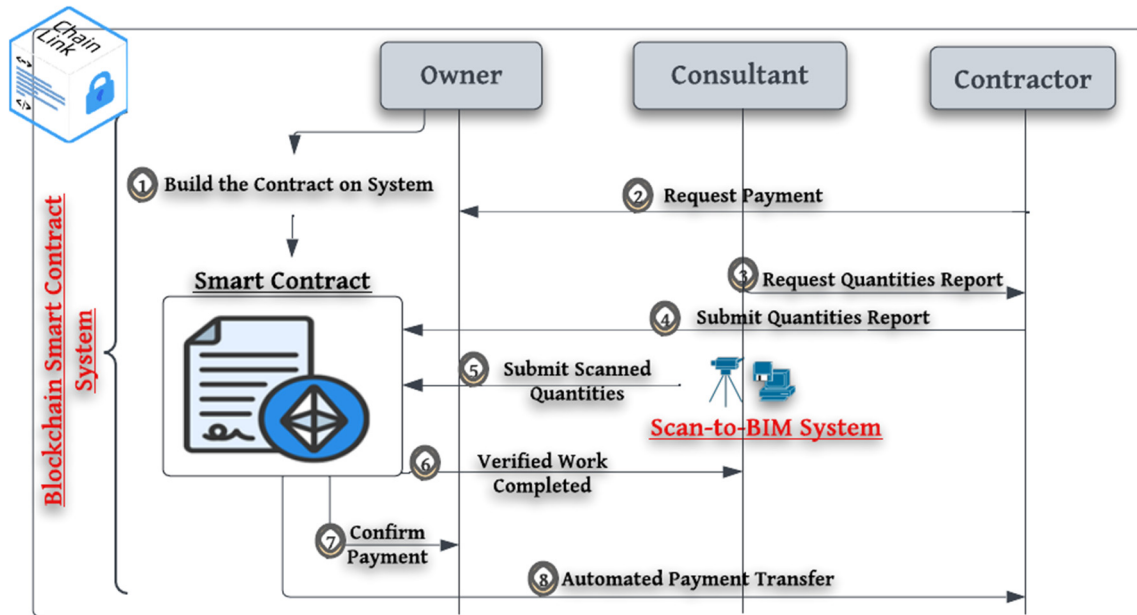 Chain
Link
Owner
Consultant
Contractor
1 Build the Contract on System
2 Request Payment
Smart Contract
3 Request Quantities Report
4 Submit Quantities Report
5 Submit Scanned
Quantities
Scan-to-BIM System
6 Verified Work
Completed
7 Confirm
Payment
8 Automated Payment Transfer
Blockchain Smart Contract
System